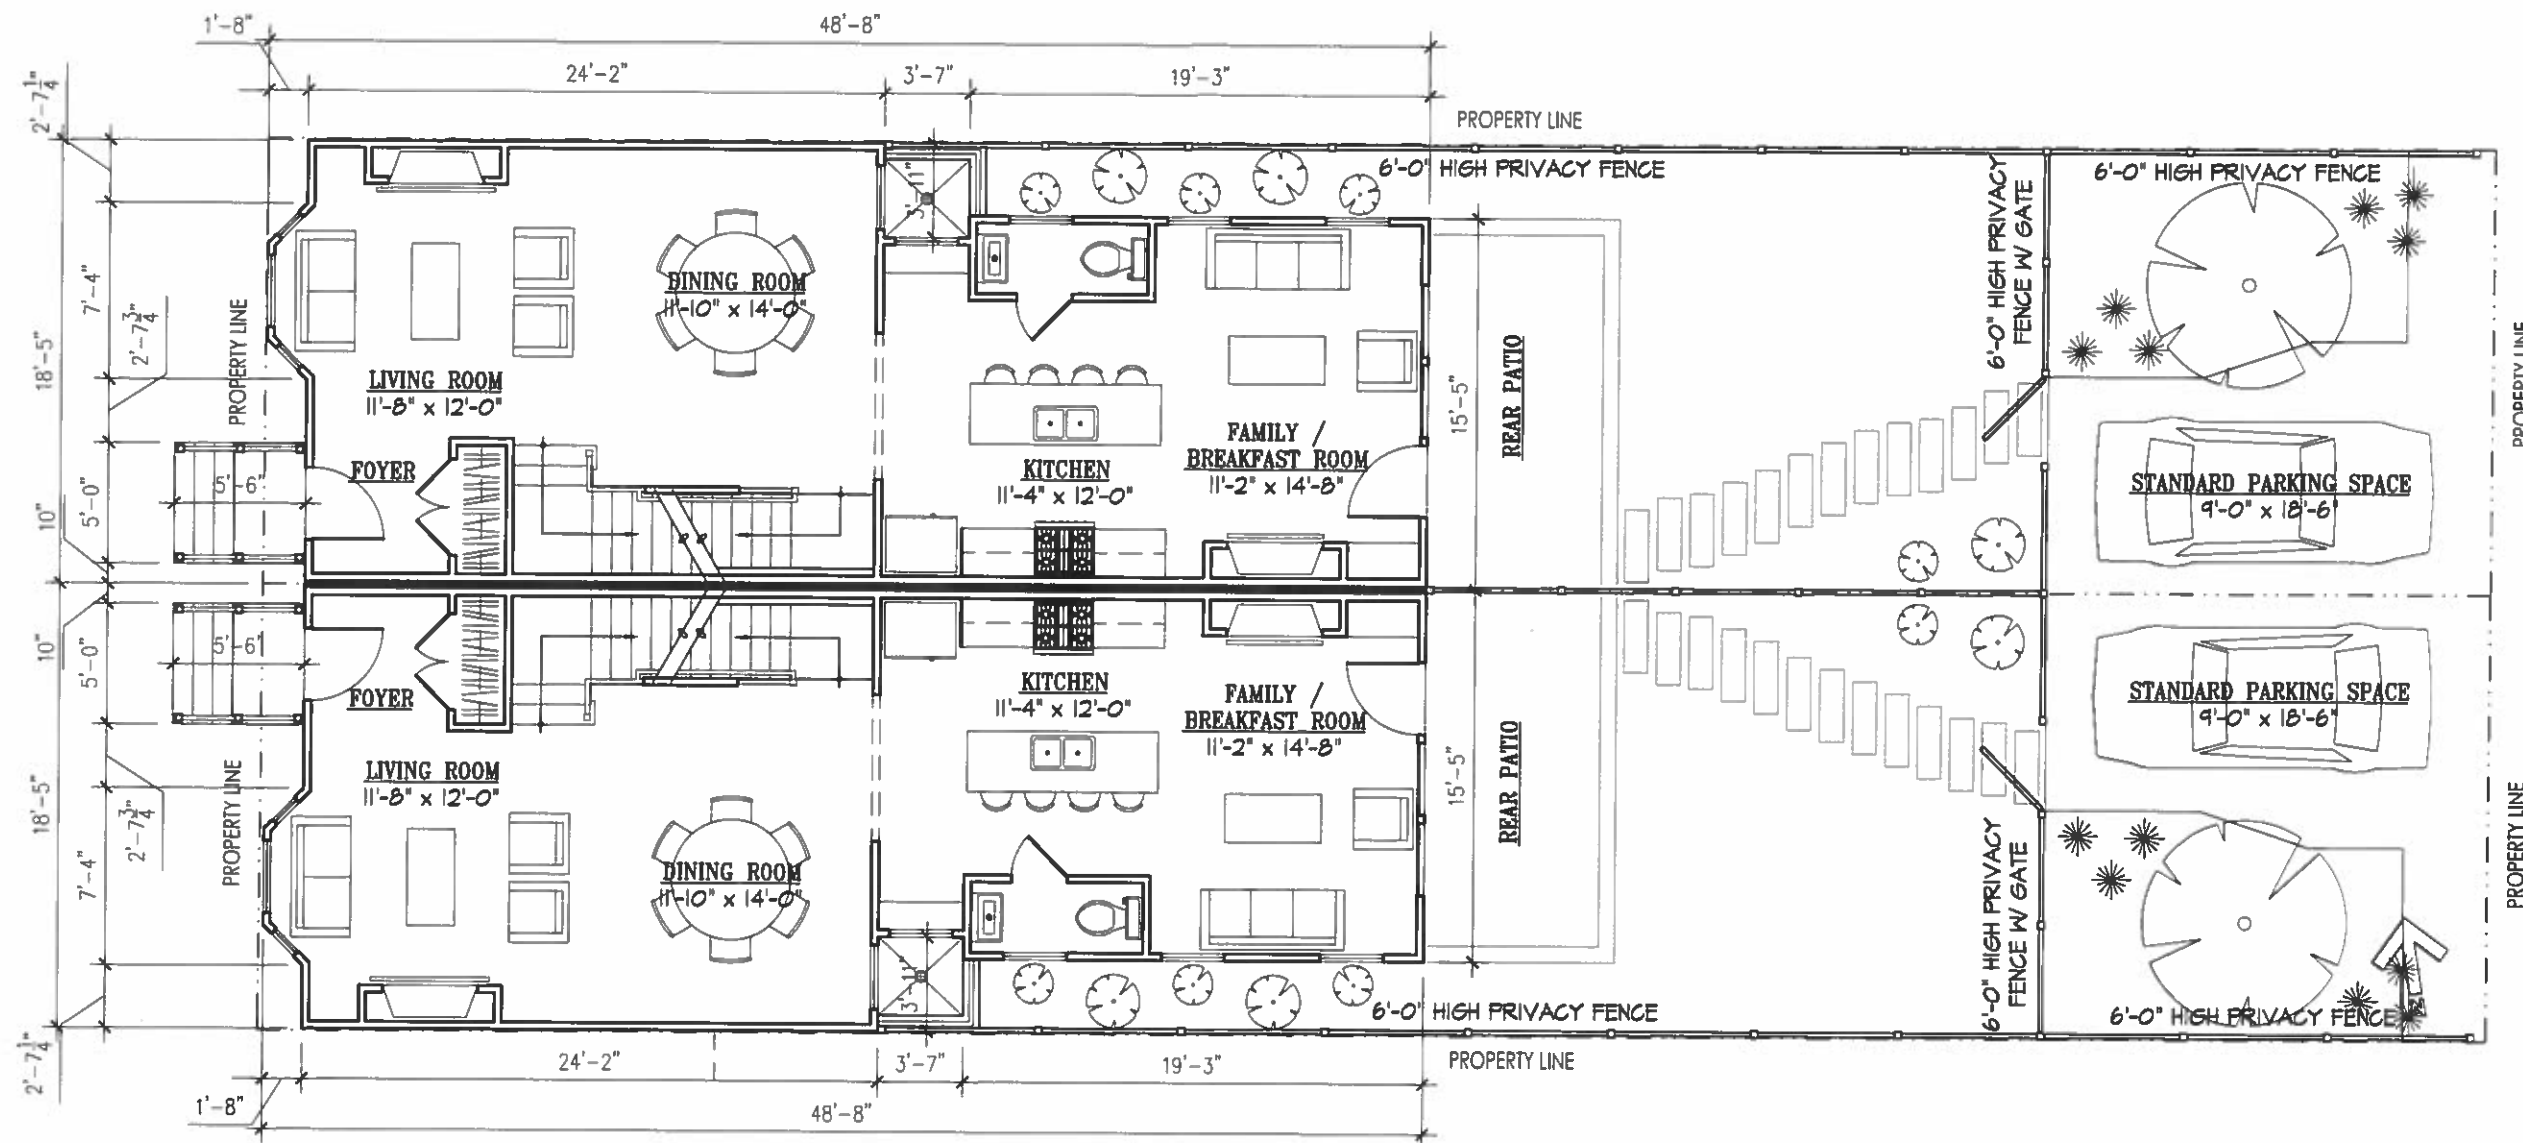 1'-8"
48'-8"
24'-2"
3'-7"
19'-3"
2'-7 1/4"
PROPERTY LINE
6'-0" HIGH PRIVACY FENCE
6'-0" HIGH PRIVACY
FENCE W/ GATE
6'-0" HIGH PRIVACY FENCE
3'-11"
7'-4"
2'-7 3/4"
18'-5"
PROPERTY LINE
DINING ROOM
11'-10" x 14'-0"
LIVING ROOM
11'-8" x 12'-0"
REAR PATIO
15'-5"
PROPERTY LINE
FAMILY /
BREAKFAST ROOM
11'-2" x 14'-8"
KITCHEN
11'-4" x 12'-0"
FOYER
5'-6"
5'-0"
10"
STANDARD PARKING SPACE
9'-0" x 18'-6"
10"
5'-0"
5'-6"
FOYER
KITCHEN
11'-4" x 12'-0"
FAMILY /
BREAKFAST ROOM
11'-2" x 14'-8"
STANDARD PARKING SPACE
9'-0" x 18'-6"
LIVING ROOM
11'-8" x 12'-0"
15'-5"
REAR PATIO
PROPERTY LINE
18'-5"
2'-7 3/4"
7'-4"
PROPERTY LINE
DINING ROOM
11'-10" x 14'-0"
6'-0" HIGH PRIVACY
FENCE W/ GATE
3'-11"
6'-0" HIGH PRIVACY FENCE
6'-0" HIGH PRIVACY FENCE
PROPERTY LINE
2'-7 1/4"
24'-2"
3'-7"
19'-3"
1'-8"
48'-8"